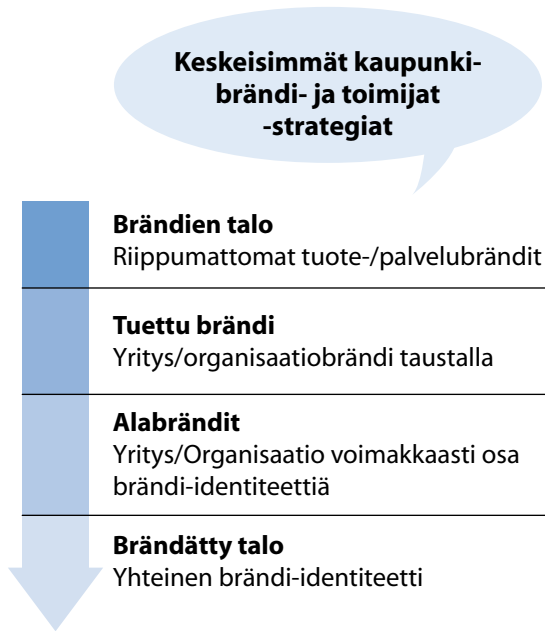 Keskeisimmät kaupunki-
brändi- ja toimijat
-strategiat
Brändien talo
Riippumattomat tuote-/palvelubrändit
Tuettu brändi
Yritys/organisaatiobrändi taustalla
Alabrändit
Yritys/Organisaatio voimakkaasti osa
brändi-identiteettiä
Brändätty talo
Yhteinen brändi-identiteetti